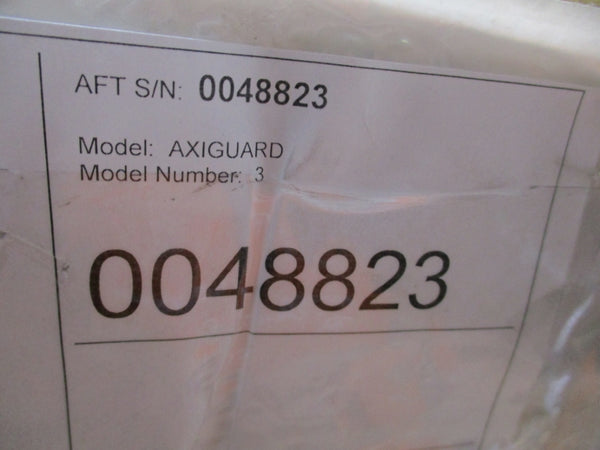 AFT S/N: 0048823
Model: AXIGUARD
Model Number: 3
0048823